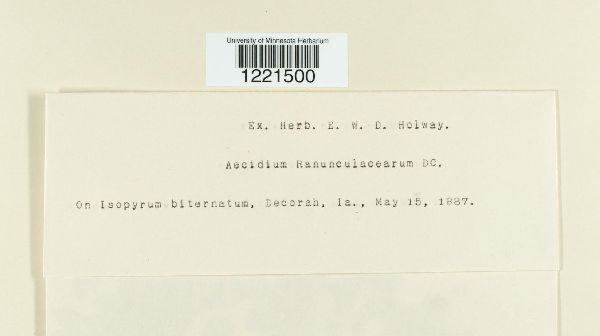 University of Minnesota Herbarium
1221500
Ex. Herb. E. W. D. Holway.
Aecidium Ranunculacearum DC.
On Isopyrum biternatum, Decorah, Ia., May 15, 1887.